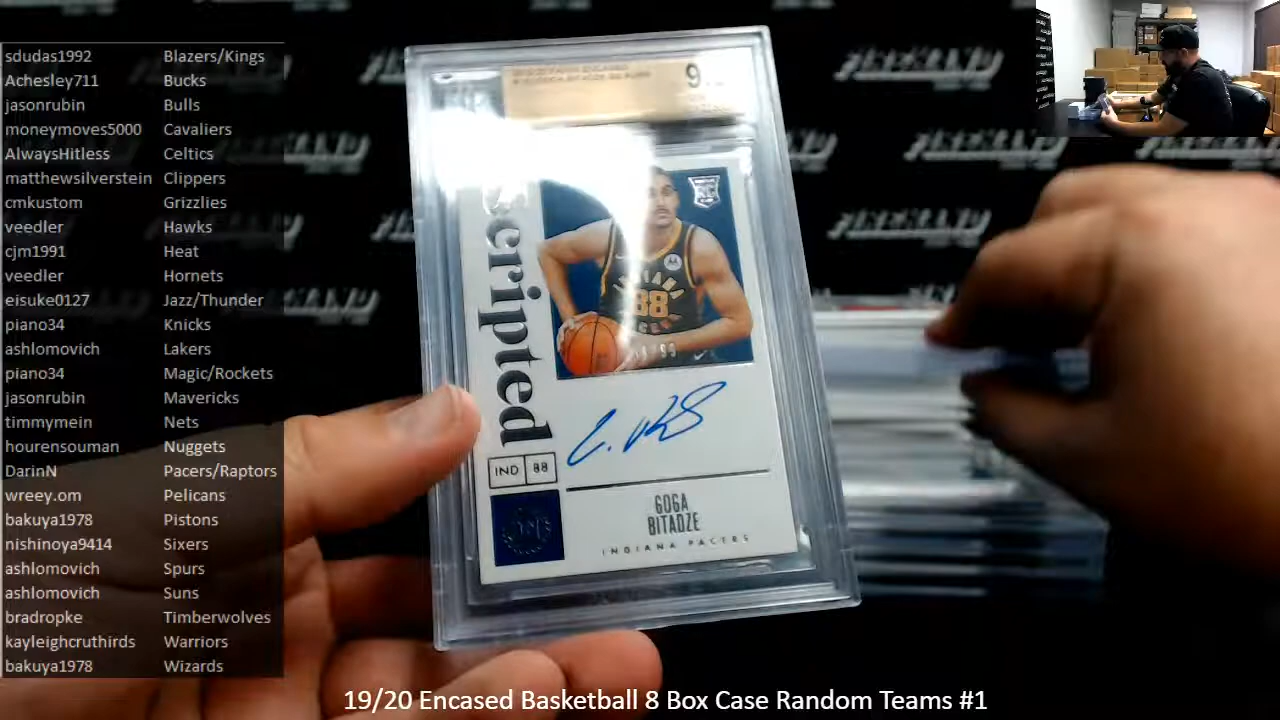 sdudas1992 Blazers/Kings
Achesley711 Bucks
jasonrubin Bulls
moneymoves5000 Cavaliers
AlwaysHitless Celtics
matthewsilverstein Clippers
cmkustom Grizzlies
veedler Hawks
cjm1991 Heat
veedler Hornets
eisuke0127 Jazz/Thunder
piano34 Knicks
ashlomovich Lakers
piano34 Magic/Rockets
jasonrubin Mavericks
timmymein Nets
hourensouman Nuggets
DarinN Pacers/Raptors
wreey.om Pelicans
bakuya1978 Pistons
nishinoya9414 Sixers
ashlomovich Spurs
ashlomovich Suns
bradropke Timberwolves
kayleighcruthirds Warriors
bakuya1978 Wizards
RC
INDIANA
88
IND 88
GOGA
BITADZE
INDIANA PACERS
19/20 Encased Basketball 8 Box Case Random Teams #1